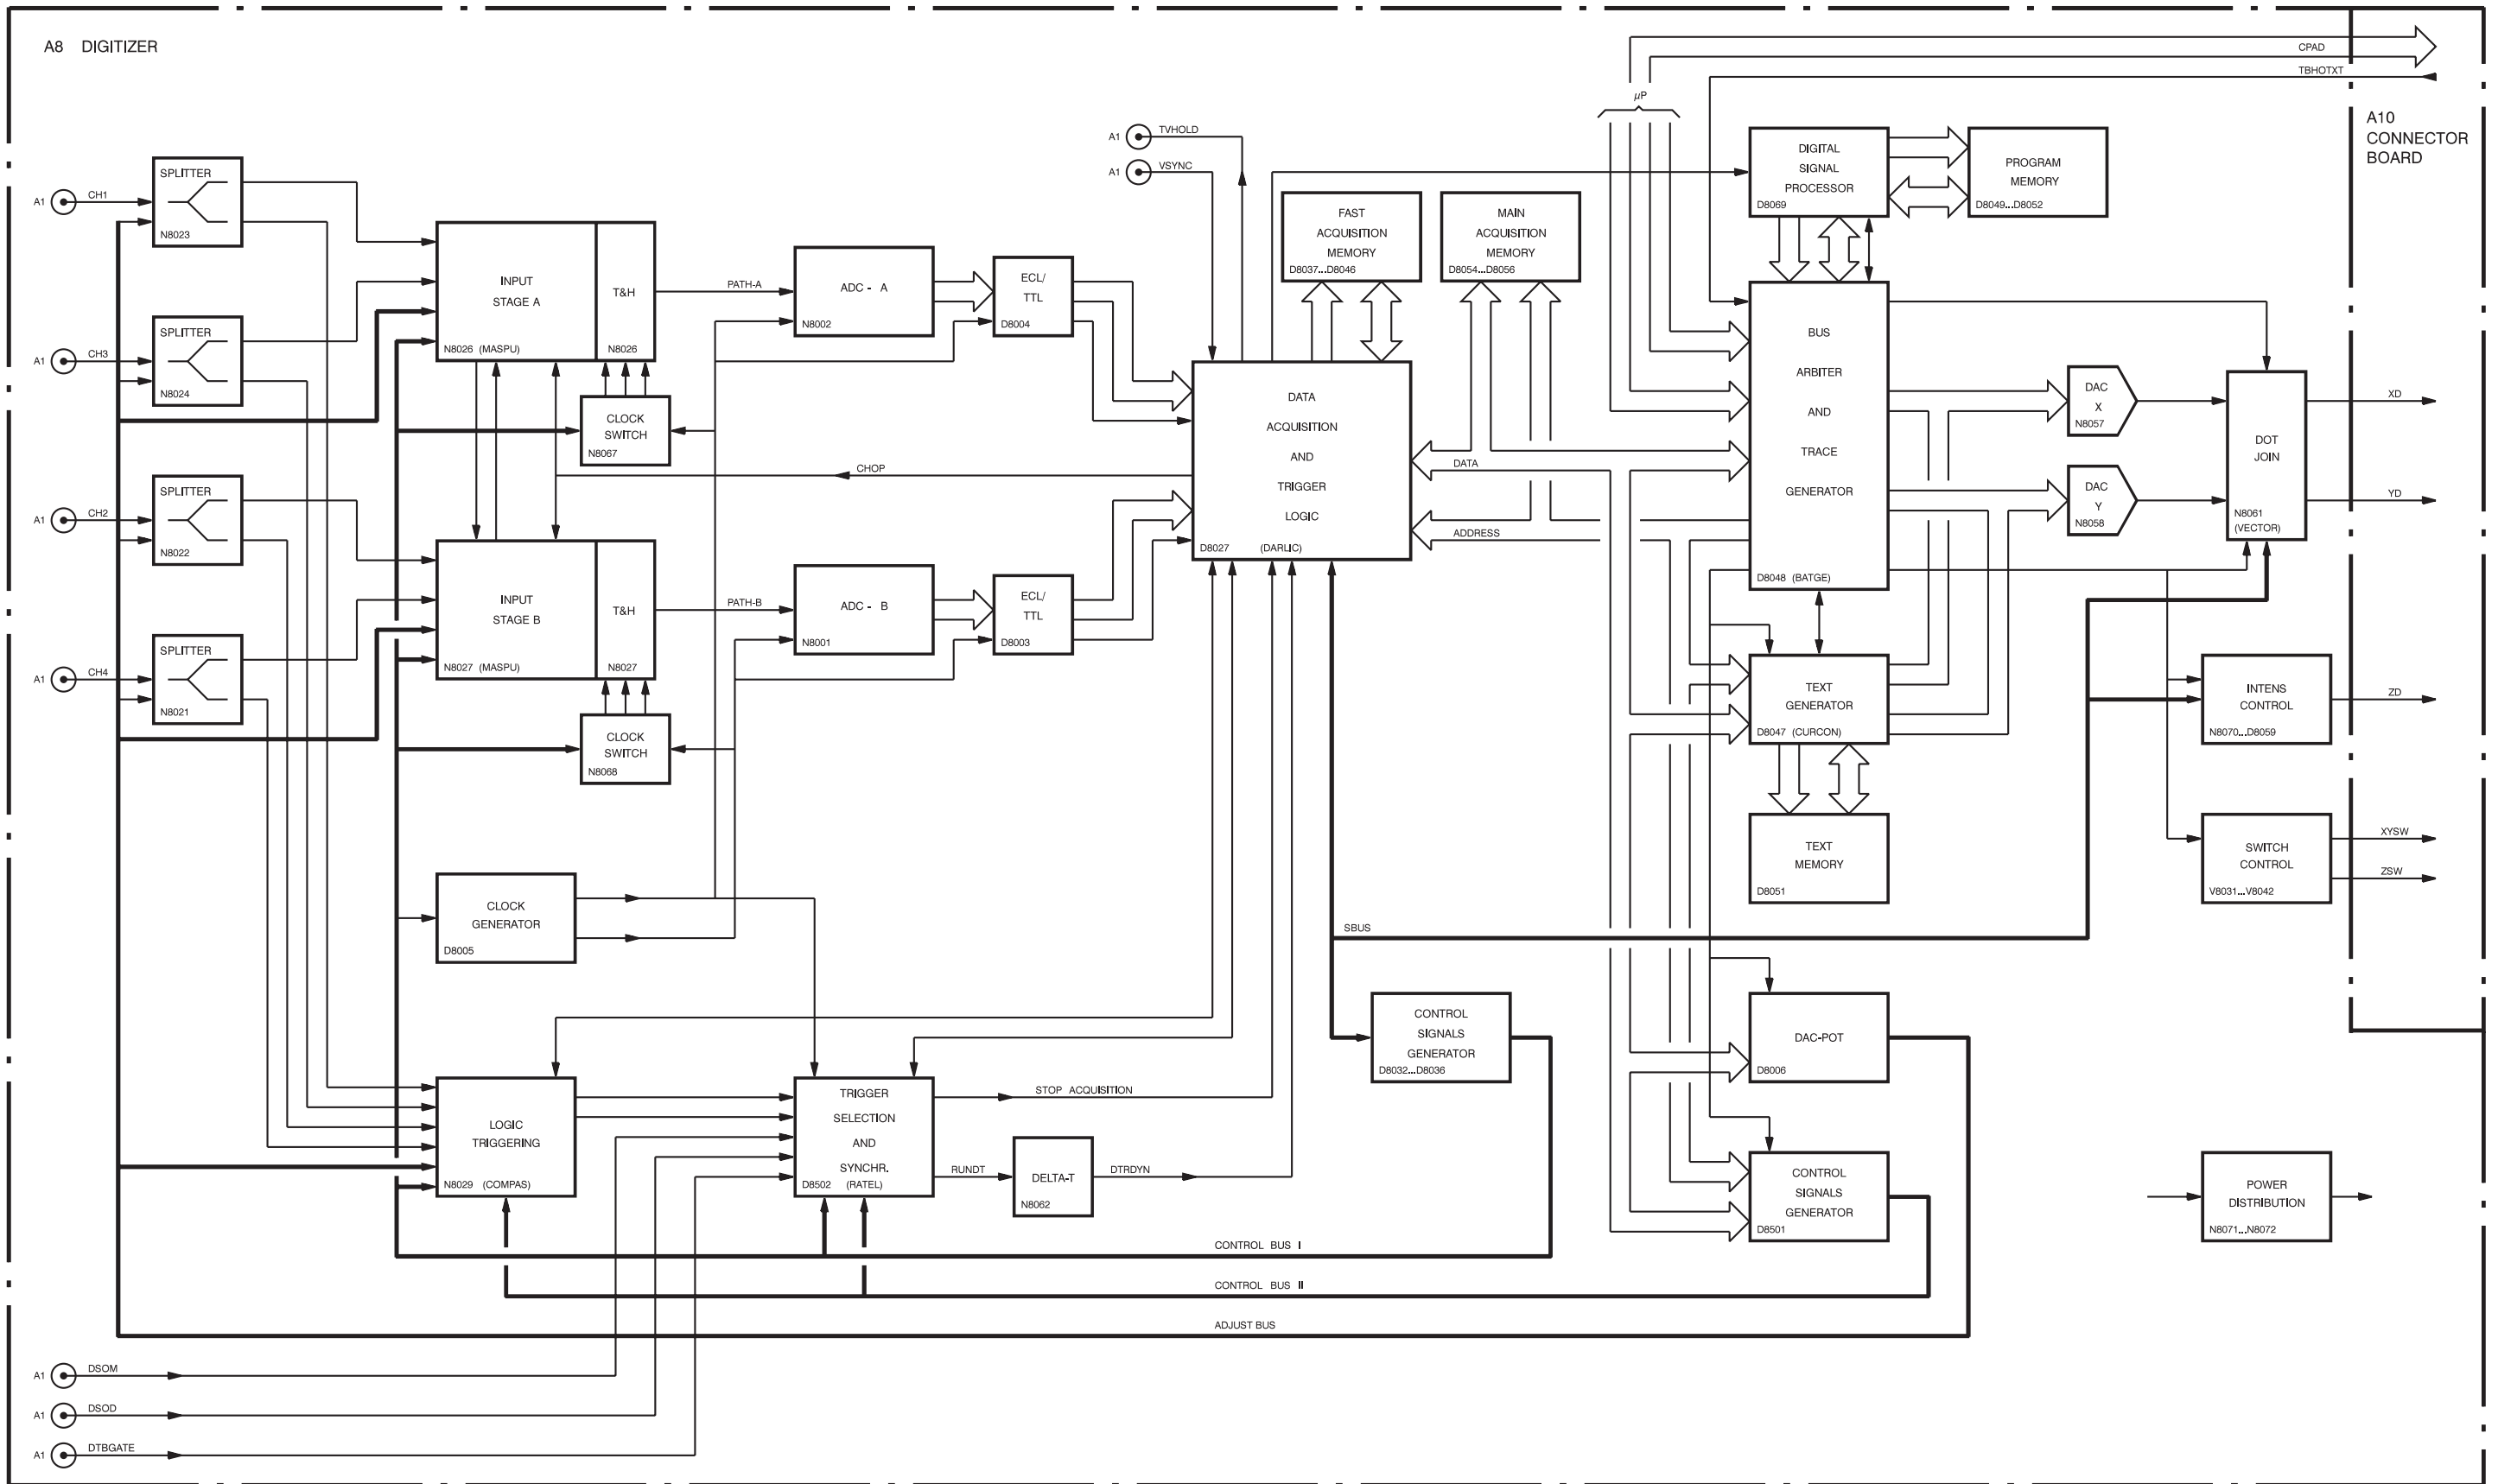 A8 DIGITIZER
CPAD
TBHOTXT
A10
CONNECTOR
BOARD
µP
A1 TVHOLD
A1 VSYNC
A1 CH1
SPLITTER
N8023
A1 CH3
SPLITTER
N8024
A1 CH2
SPLITTER
N8022
A1 CH4
SPLITTER
N8021
INPUT
STAGE A
N8026 (MASPU)
T&H
N8026
CLOCK
SWITCH
N8067
PATH-A
ADC - A
N8002
ECL/
TTL
D8004
CHOP
INPUT
STAGE B
N8027 (MASPU)
T&H
N8027
CLOCK
SWITCH
N8068
PATH-B
ADC - B
N8001
ECL/
TTL
D8003
FAST
ACQUISITION
MEMORY
D8037...D8046
MAIN
ACQUISITION
MEMORY
D8054...D8056
DATA
ACQUISITION
AND
TRIGGER
LOGIC
D8027 (DARLIC)
DATA
ADDRESS
DIGITAL
SIGNAL
PROCESSOR
D8069
PROGRAM
MEMORY
D8049...D8052
BUS
ARBITER
AND
TRACE
GENERATOR
D8048 (BATGE)
DAC
X
N8057
DAC
Y
N8058
DOT
JOIN
N8061
(VECTOR)
XD
YD
TEXT
GENERATOR
D8047 (CURCON)
TEXT
MEMORY
D8051
INTENS
CONTROL
N8070...D8059
ZD
SWITCH
CONTROL
V8031...V8042
XYSW
ZSW
CLOCK
GENERATOR
D8005
SBUS
CONTROL
SIGNALS
GENERATOR
D8032...D8036
DAC-POT
D8006
LOGIC
TRIGGERING
N8029 (COMPAS)
TRIGGER
SELECTION
AND
SYNCHR.
D8502 (RATEL)
STOP ACQUISITION
RUNDT
DELTA-T
N8062
DTRDYN
CONTROL
SIGNALS
GENERATOR
D8501
POWER
DISTRIBUTION
N8071...N8072
CONTROL BUS I
CONTROL BUS II
ADJUST BUS
A1 DSOM
A1 DSOD
A1 DTBGATE